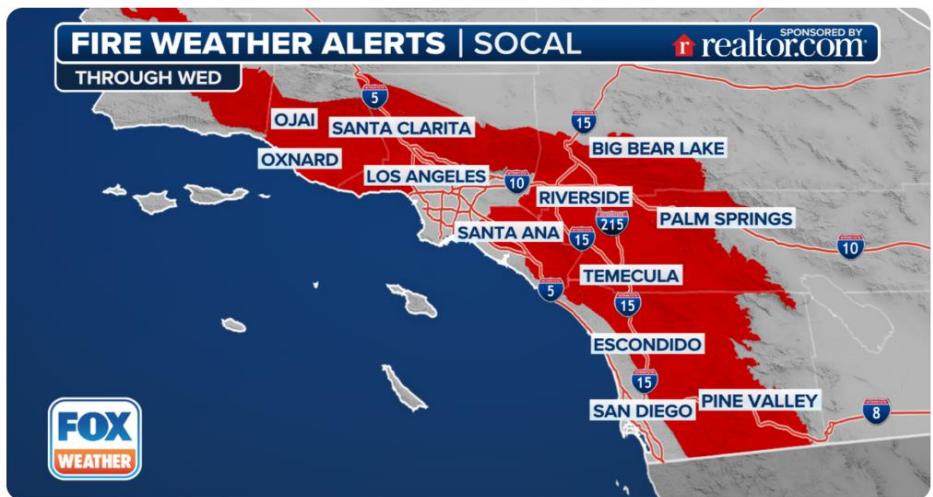 FIRE WEATHER ALERTS | SOCAL
SPONSORED BY
realtor.com®
THROUGH WED
5
OJAI
SANTA CLARITA
15
BIG BEAR LAKE
OXNARD
LOS ANGELES
10
RIVERSIDE
PALM SPRINGS
215
SANTA ANA
15
10
TEMECULA
5
15
ESCONDIDO
15
PINE VALLEY
SAN DIEGO
8
FOX
WEATHER